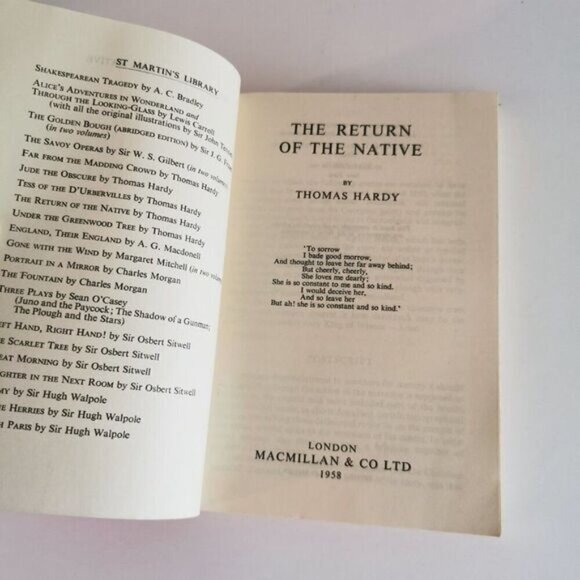 ST MARTIN'S LIBRARY
SHAKESPEAREAN TRAGEDY by A. C. Bradley
ALICE'S ADVENTURES IN WONDERLAND and
THROUGH THE LOOKING-GLASS by Lewis Carroll
(with all the original illustrations by Sir John
THE GOLDEN BOUGH (ABRIDGED EDITION) by Sir J. G.
(in two volumes)
THE SAVOY OPERAS by Sir W. S. Gilbert (in two
FAR FROM THE MADDING CROWD by Thomas Hardy
JUDE THE OBSCURE by Thomas Hardy
TESS OF THE D'URBERVILLES by Thomas Hardy
THE RETURN OF THE NATIVE by Thomas Hardy
UNDER THE GREENWOOD TREE by Thomas Hardy
ENGLAND, THEIR ENGLAND by A. G. Macdonell
GONE WITH THE WIND by Margaret Mitchell (in two
PORTRAIT IN A MIRROR by Charles Morgan
THE FOUNTAIN by Charles Morgan
THREE PLAYS by Sean O'Casey
(Juno and the Paycock; The Shadow of a Gunman;
The Plough and the Stars)
EFT HAND, RIGHT HAND! by Sir Osbert Sitwell
E SCARLET TREE by Sir Osbert Sitwell
EAT MORNING by Sir Osbert Sitwell
GHTER IN THE NEXT ROOM by Sir Osbert Sitwell
MY by Sir Hugh Walpole
E HERRIES by Sir Hugh Walpole
H PARIS by Sir Hugh Walpole
THE RETURN
OF THE NATIVE
BY
THOMAS HARDY
'To sorrow
I bade good morrow,
And thought to leave her far away behind;
But cheerly, cheerly,
She loves me dearly;
She is so constant to me and so kind.
I would deceive her,
And so leave her
But ah! she is constant and so kind.'
LONDON
MACMILLAN & CO LTD
1958